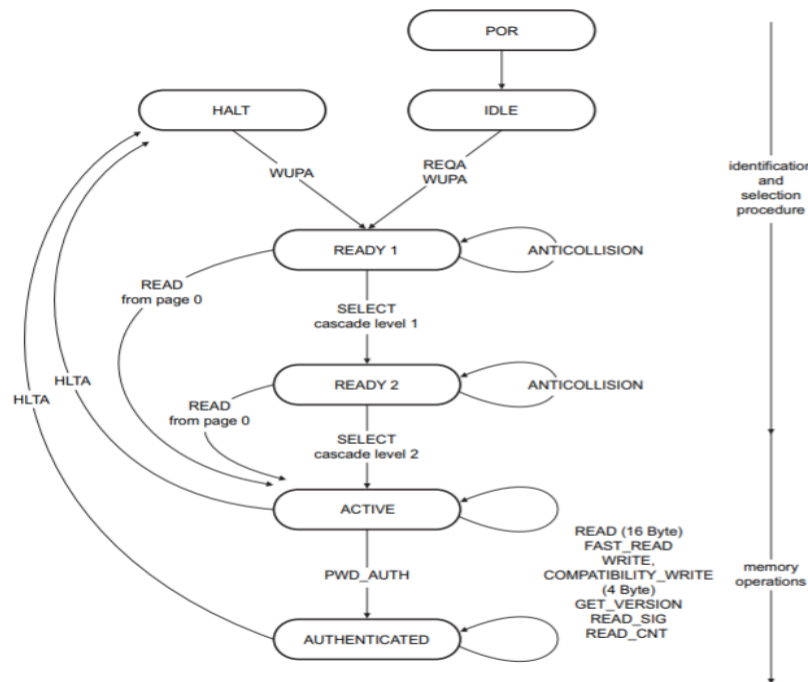 POR
HALT
IDLE
WUPA
REQA
WUPA
identification
and
selection
procedure
READY 1
ANTICOLLISION
READ
from page 0
SELECT
cascade level 1
READY 2
ANTICOLLISION
HLTA
HLTA
READ
from page 0
SELECT
cascade level 2
ACTIVE
READ (16 Byte)
FAST_READ
WRITE,
COMPATIBILITY_WRITE
(4 Byte)
GET_VERSION
READ_SIG
READ_CNT
memory
operations
PWD_AUTH
AUTHENTICATED